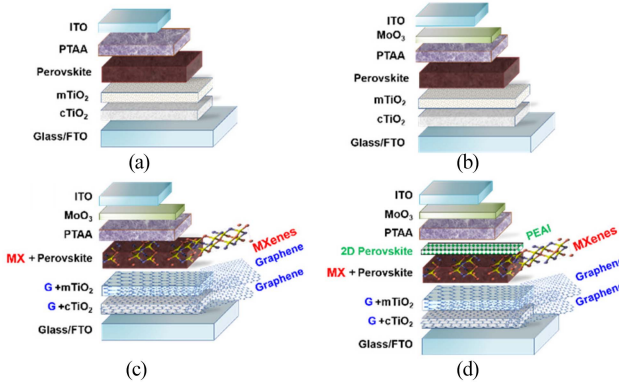 ITO
PTAA
Perovskite
mTiO₂
cTiO₂
Glass/FTO
(a)
ITO
MoO₃
PTAA
Perovskite
mTiO₂
cTiO₂
Glass/FTO
(b)
ITO
MoO₃
PTAA
MX + Perovskite
MXenes
Graphene
G +mTiO₂
Graphene
G +cTiO₂
Glass/FTO
(c)
ITO
MoO₃
PTAA
PEAI
2D Perovskite
MXenes
MX + Perovskite
Graphene
G +mTiO₂
Graphene
G +cTiO₂
Glass/FTO
(d)